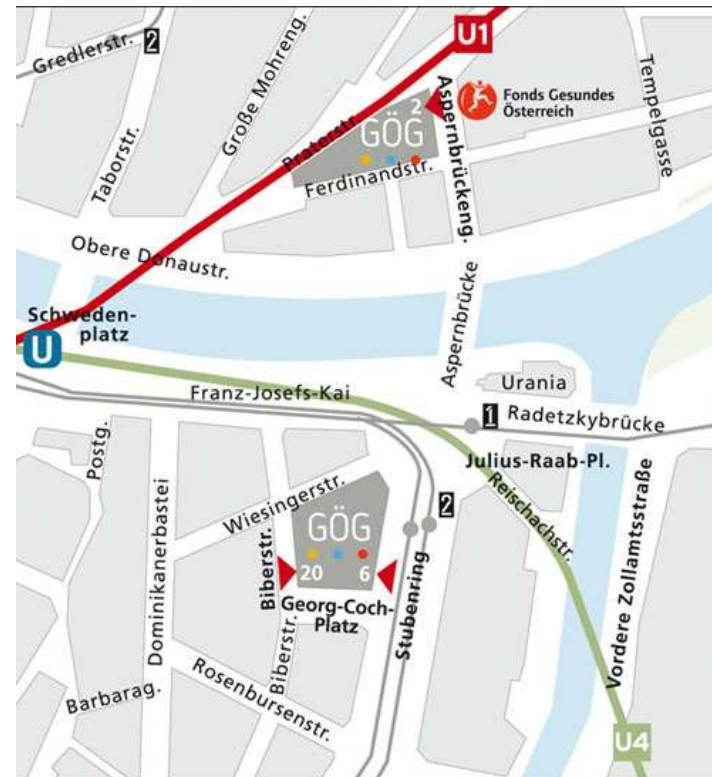 U1
2
Gredlerstr.
Große Mohreng.
Tempelgasse
2
Fonds Gesundes
Österreich
GÖG
Aspernbrückeng.
Praterstr.
Taborstr.
Ferdinandstr.
Obere Donaustr.
Aspernbrücke
Schweden-
platz
U
Urania
Franz-Josefs-Kai
1
Radetzkybrücke
Postg.
Julius-Raab-Pl.
Wiesingerstr.
Reischachstr.
2
GÖG
Biberstr.
20
6
Dominikanerbastei
Georg-Coch-
Platz
Stubenring
Vordere Zollamtsstraße
Biberstr.
Rosenbursenstr.
Barbarag.
U4